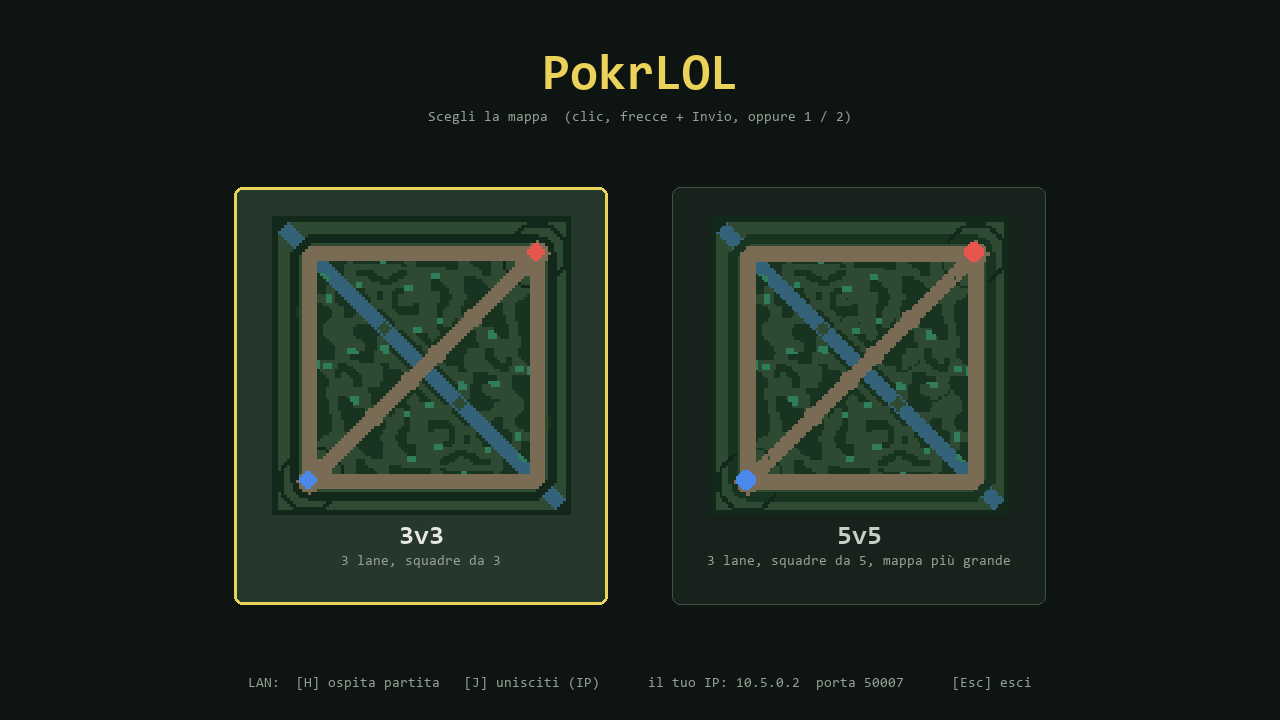 PokrLOL
Scegli la mappa  (clic, frecce + Invio, oppure 1 / 2)
3v3
3 lane, squadre da 3
5v5
3 lane, squadre da 5, mappa più grande
LAN:  [H] ospita partita   [J] unisciti (IP)      il tuo IP: 10.5.0.2  porta 50007      [Esc] esci